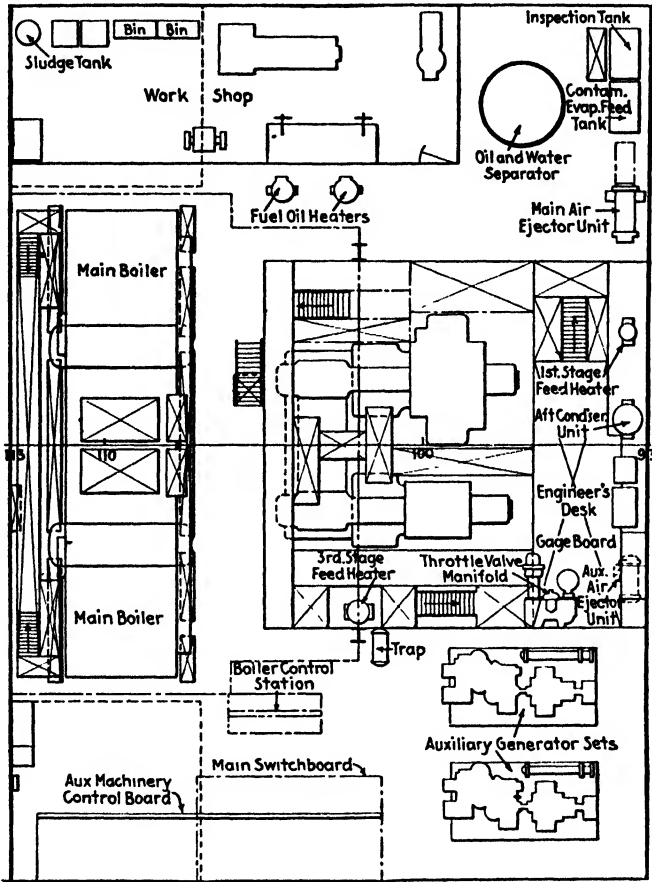 Bin Bin
Sludge Tank
Work Shop
Inspection Tank
Contam.
Evap. Feed
Tank
Oil and Water
Separator
Fuel Oil Heaters
Main Air
Ejector Unit
Main Boiler
1st. Stage
Feed Heater
Aft Cond'ser
Unit
110
100
Engineer's
Desk
Gage Board
3rd. Stage
Feed Heater
Throttle Valve
Manifold
Aux.
Air
Ejector
Unit
Main Boiler
Trap
Boiler Control
Station
Auxiliary Generator Sets
Main Switchboard
Aux Machinery
Control Board